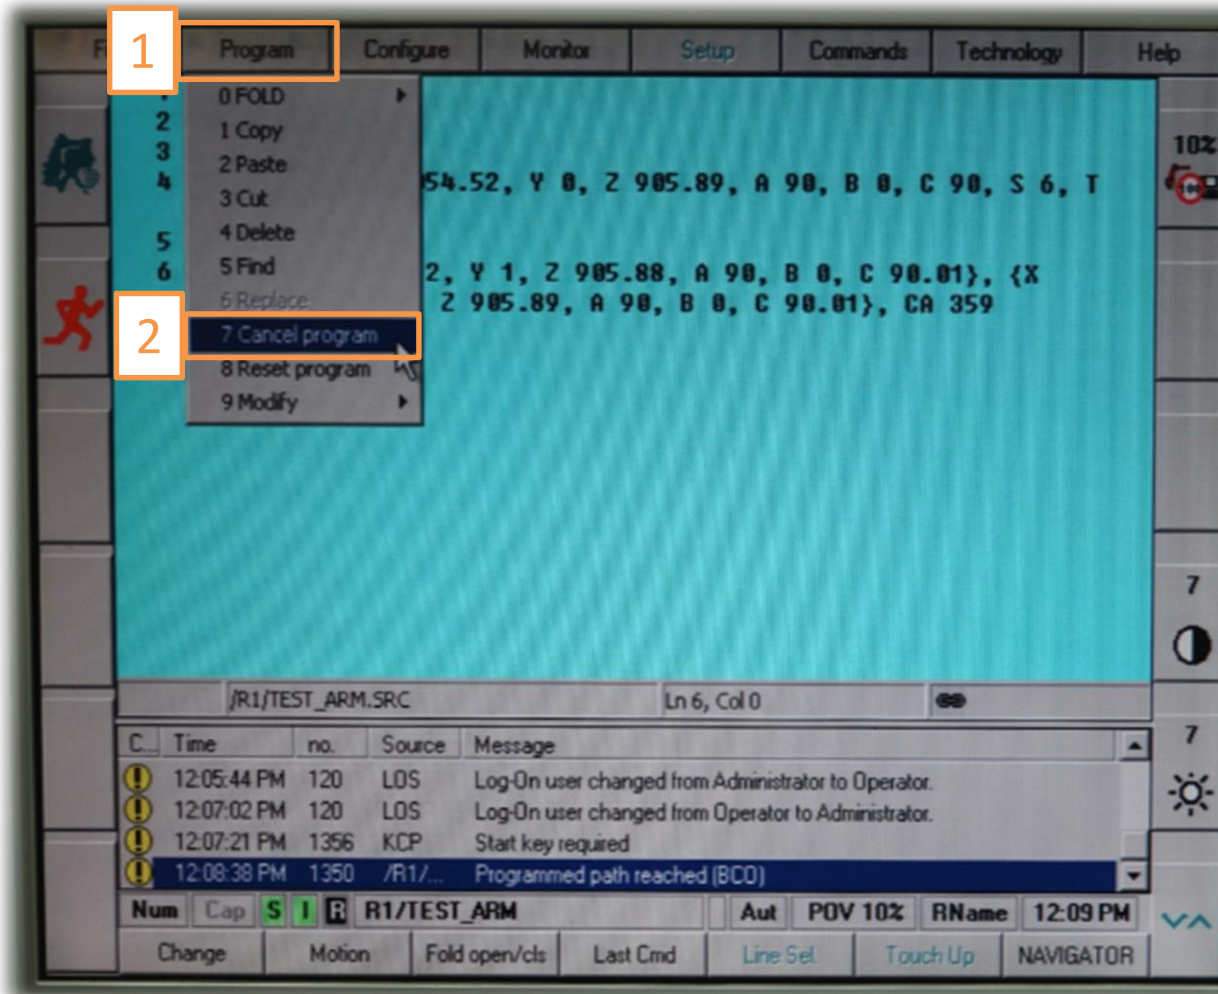 1
Program
Configure
Monitor
Setup
Commands
Technology
Help
0 FOLD
1 Copy
2 Paste
3 Cut
4 Delete
5 Find
6 Replace
2
7 Cancel program
8 Reset program
9 Modify
2
3
4 54.52, Y 0, Z 905.89, A 90, B 0, C 90, S 6, T
5
6 2, Y 1, Z 905.88, A 90, B 0, C 90.01}, {X
Z 905.89, A 90, B 0, C 90.01}, CA 359
10%
100
7
7
/R1/TEST_ARM.SRC Ln 6, Col 0
C... Time no. Source Message
12:05:44 PM 120 LOS Log-On user changed from Administrator to Operator.
12:07:02 PM 120 LOS Log-On user changed from Operator to Administrator.
12:07:21 PM 1356 KCP Start key required
12:08:38 PM 1350 /R1/... Programmed path reached (BCO)
Num Cap S I R R1/TEST_ARM Aut POV 10% RName 12:09 PM
Change Motion Fold open/cls Last Cmd Line Sel. Touch Up NAVIGATOR